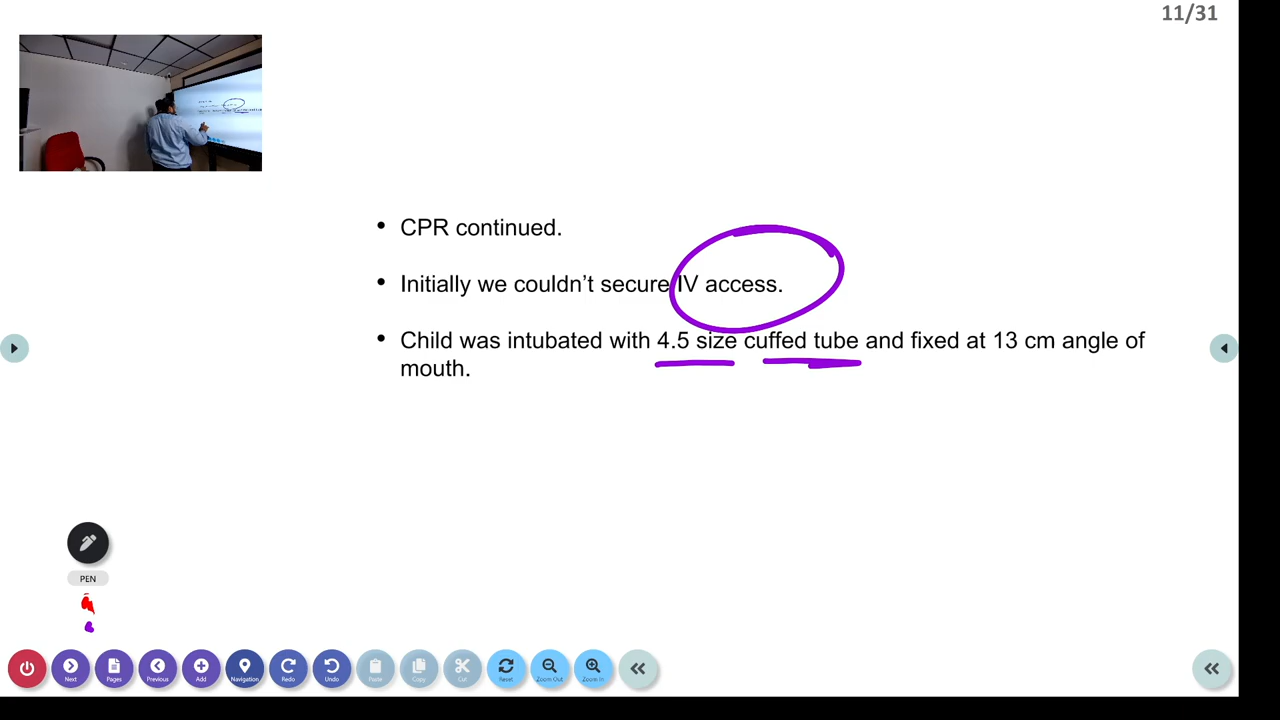 11/31
• CPR continued.
• Initially we couldn’t secure IV access.
• Child was intubated with 4.5 size cuffed tube and fixed at 13 cm angle of
mouth.
PEN
Next Pages Previous Add Navigation Redo Undo Paste Copy Cut Reset Zoom Out Zoom In